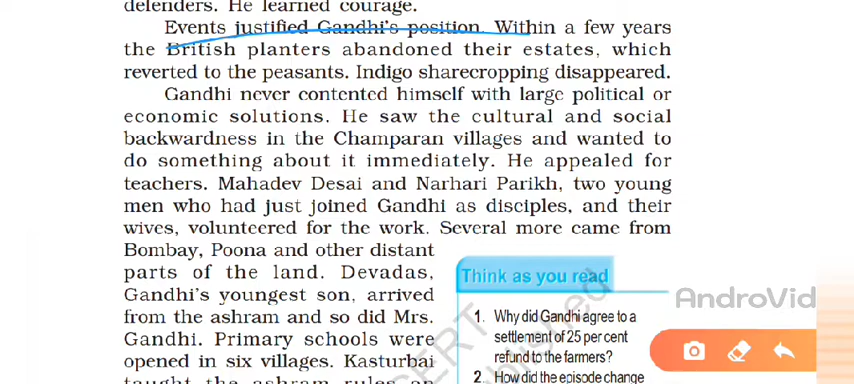 defenders. He learned courage.
Events justified Gandhi's position. Within a few years
the British planters abandoned their estates, which
reverted to the peasants. Indigo sharecropping disappeared.
Gandhi never contented himself with large political or
economic solutions. He saw the cultural and social
backwardness in the Champaran villages and wanted to
do something about it immediately. He appealed for
teachers. Mahadev Desai and Narhari Parikh, two young
men who had just joined Gandhi as disciples, and their
wives, volunteered for the work. Several more came from
Bombay, Poona and other distant
parts of the land. Devadas,
Gandhi's youngest son, arrived
from the ashram and so did Mrs.
Gandhi. Primary schools were
opened in six villages. Kasturbai
taught the ashram rules on
Think as you read
1. Why did Gandhi agree to a
settlement of 25 per cent
refund to the farmers?
2. How did the episode change
AndroVid